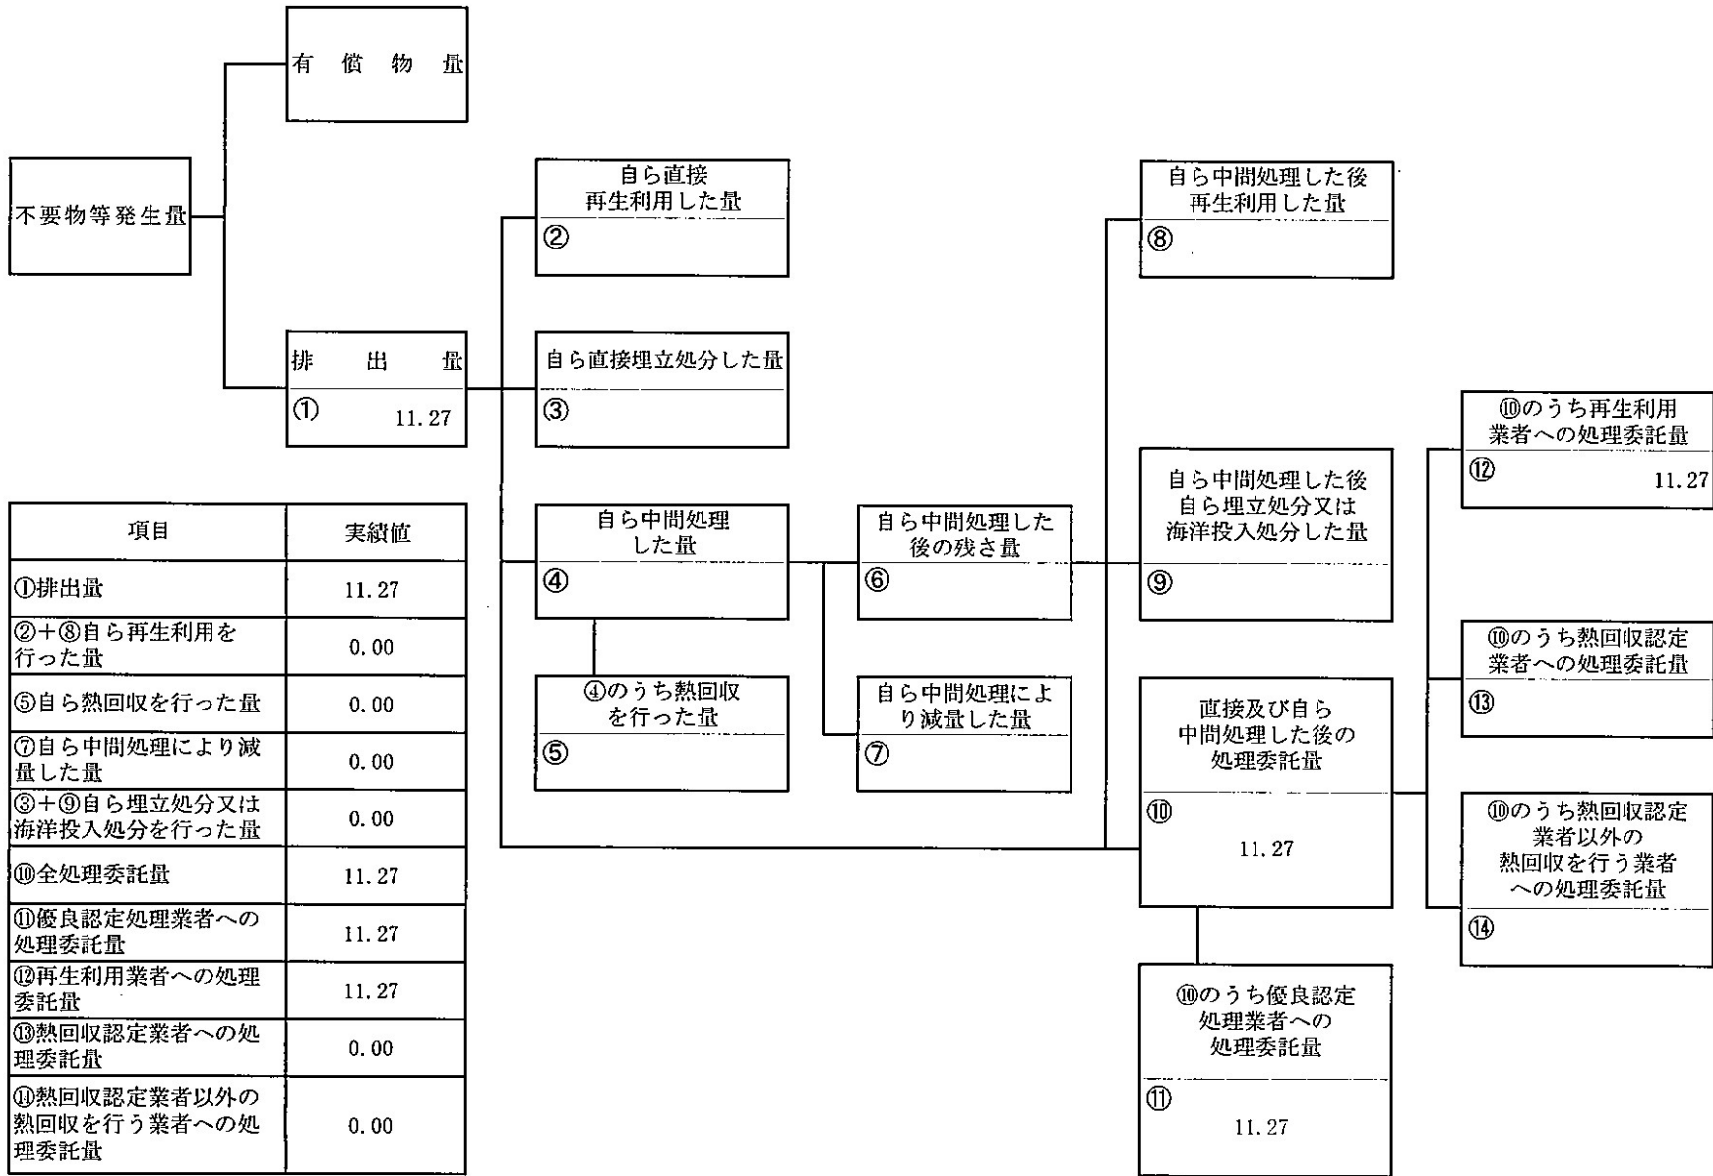 有償物量
不要物等発生量
排出量
① 11.27
自ら直接
再生利用した量
②
自ら直接埋立処分した量
③
自ら中間処理
した量
④
④のうち熱回収
を行った量
⑤
自ら中間処理した
後の残さ量
⑥
自ら中間処理によ
り減量した量
⑦
自ら中間処理した後
再生利用した量
⑧
自ら中間処理した後
自ら埋立処分又は
海洋投入処分した量
⑨
直接及び自ら
中間処理した後の
処理委託量
⑩
11.27
⑩のうち優良認定
処理業者への
処理委託量
⑪
11.27
⑩のうち再生利用
業者への処理委託量
⑫ 11.27
⑩のうち熱回収認定
業者への処理委託量
⑬
⑩のうち熱回収認定
業者以外の
熱回収を行う業者
への処理委託量
⑭
項目 実績値
①排出量 11.27
②+⑧自ら再生利用を
行った量 0.00
⑤自ら熱回収を行った量 0.00
⑦自ら中間処理により減
量した量 0.00
③+⑨自ら埋立処分又は
海洋投入処分を行った量 0.00
⑩全処理委託量 11.27
⑪優良認定処理業者への
処理委託量 11.27
⑫再生利用業者への処理
委託量 11.27
⑬熱回収認定業者への処
理委託量 0.00
⑭熱回収認定業者以外の
熱回収を行う業者への処
理委託量 0.00